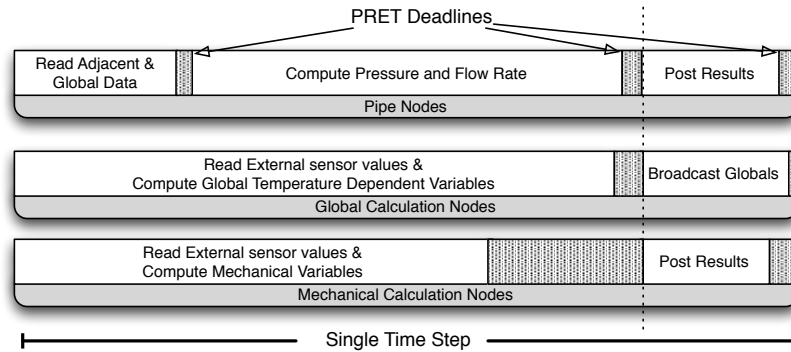 PRET Deadlines
Read Adjacent &
Global Data
Compute Pressure and Flow Rate
Post Results
Pipe Nodes
Read External sensor values &
Compute Global Temperature Dependent Variables
Broadcast Globals
Global Calculation Nodes
Read External sensor values &
Compute Mechanical Variables
Post Results
Mechanical Calculation Nodes
Single Time Step